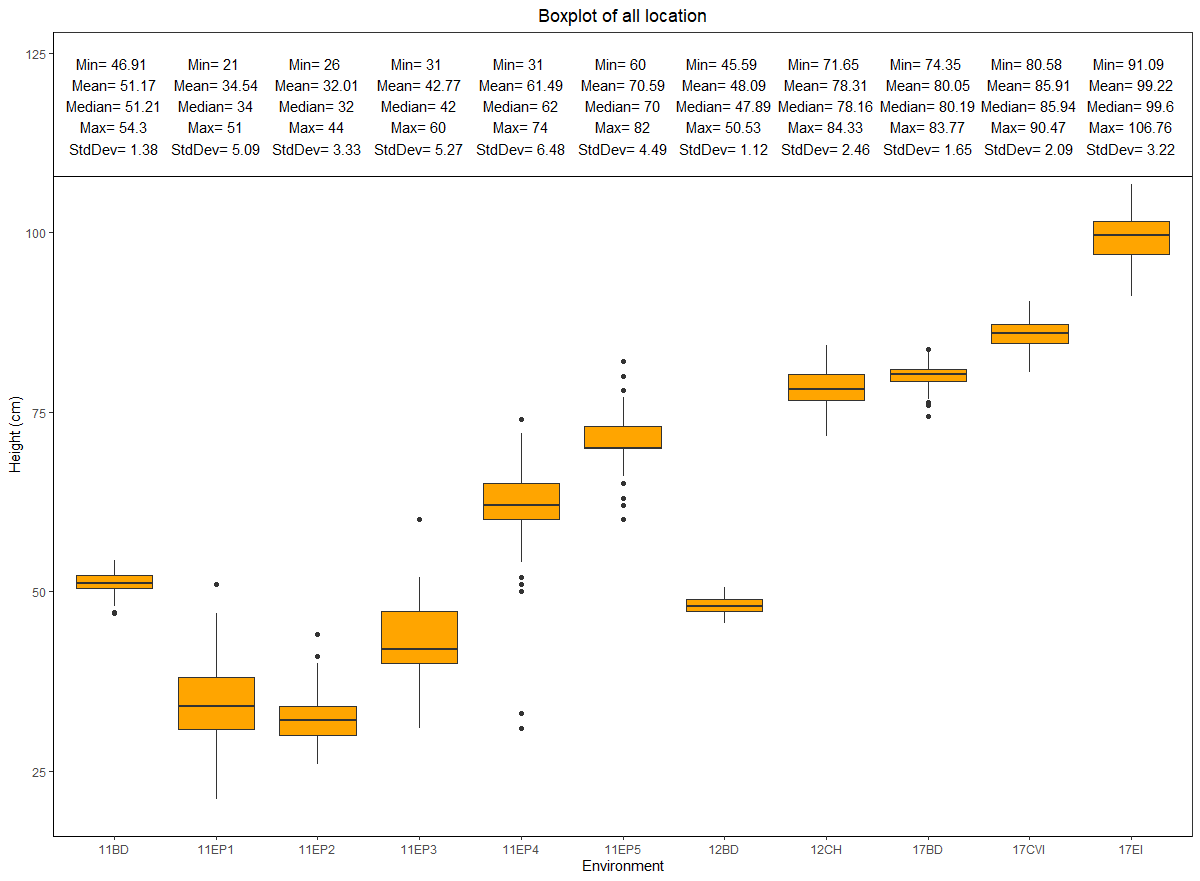 Boxplot of all location
125
Min= 46.91 Min= 21 Min= 26 Min= 31 Min= 31 Min= 60 Min= 45.59 Min= 71.65 Min= 74.35 Min= 80.58 Min= 91.09
Mean= 51.17 Mean= 34.54 Mean= 32.01 Mean= 42.77 Mean= 61.49 Mean= 70.59 Mean= 48.09 Mean= 78.31 Mean= 80.05 Mean= 85.91 Mean= 99.22
Median= 51.21 Median= 34 Median= 32 Median= 42 Median= 62 Median= 70 Median= 47.89 Median= 78.16 Median= 80.19 Median= 85.94 Median= 99.6
Max= 54.3 Max= 51 Max= 44 Max= 60 Max= 74 Max= 82 Max= 50.53 Max= 84.33 Max= 83.77 Max= 90.47 Max= 106.76
StdDev= 1.38 StdDev= 5.09 StdDev= 3.33 StdDev= 5.27 StdDev= 6.48 StdDev= 4.49 StdDev= 1.12 StdDev= 2.46 StdDev= 1.65 StdDev= 2.09 StdDev= 3.22
100
75
Height (cm)
50
25
11BD 11EP1 11EP2 11EP3 11EP4 11EP5 12BD 12CH 17BD 17CVI 17EI
Environment